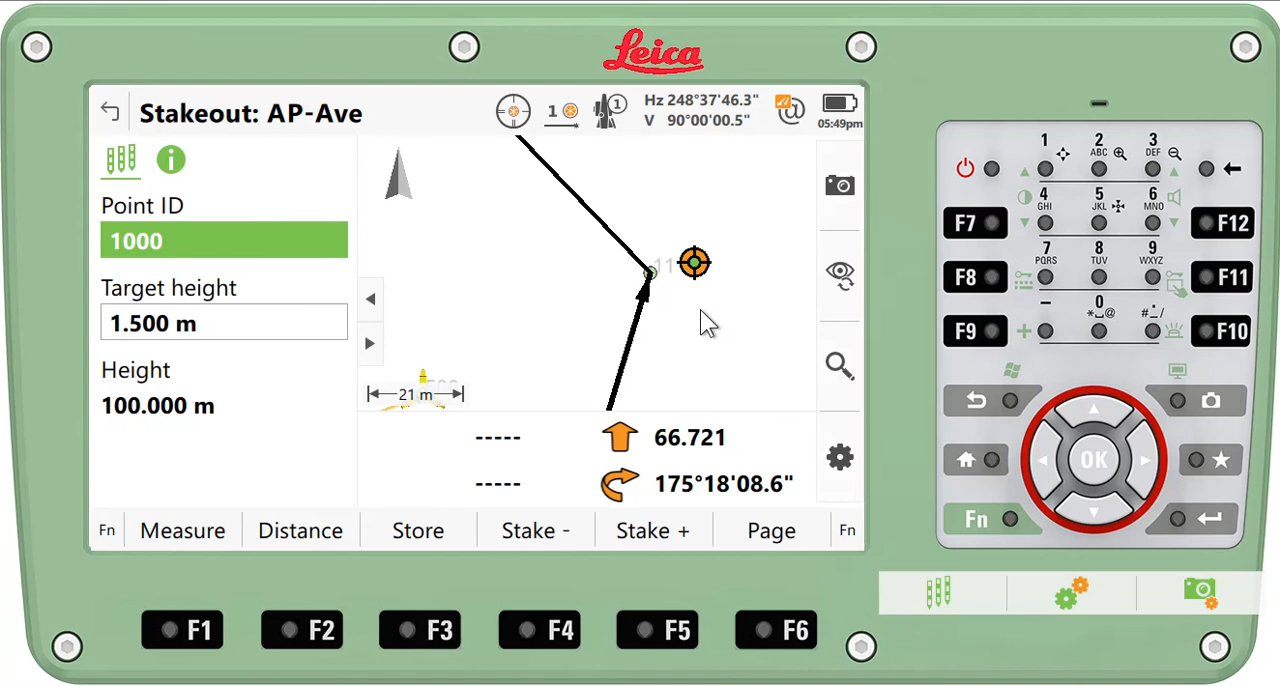 Leica
Stakeout: AP-Ave
1
1
Hz 248°37'46.3"
V 90°00'00.5"
@
05:49pm
Point ID
1000
Target height
1.500 m
Height
100.000 m
11
21 m
-----
66.721
-----
175°18'08.6"
Fn
Measure
Distance
Store
Stake -
Stake +
Page
Fn
F1
F2
F3
F4
F5
F6
1
2
ABC
3
DEF
4
GHI
5
JKL
6
MNO
7
PQRS
8
TUV
9
WXYZ
-
0
*␣@
#._/
+
F7
F8
F9
F12
F11
F10
OK
Fn